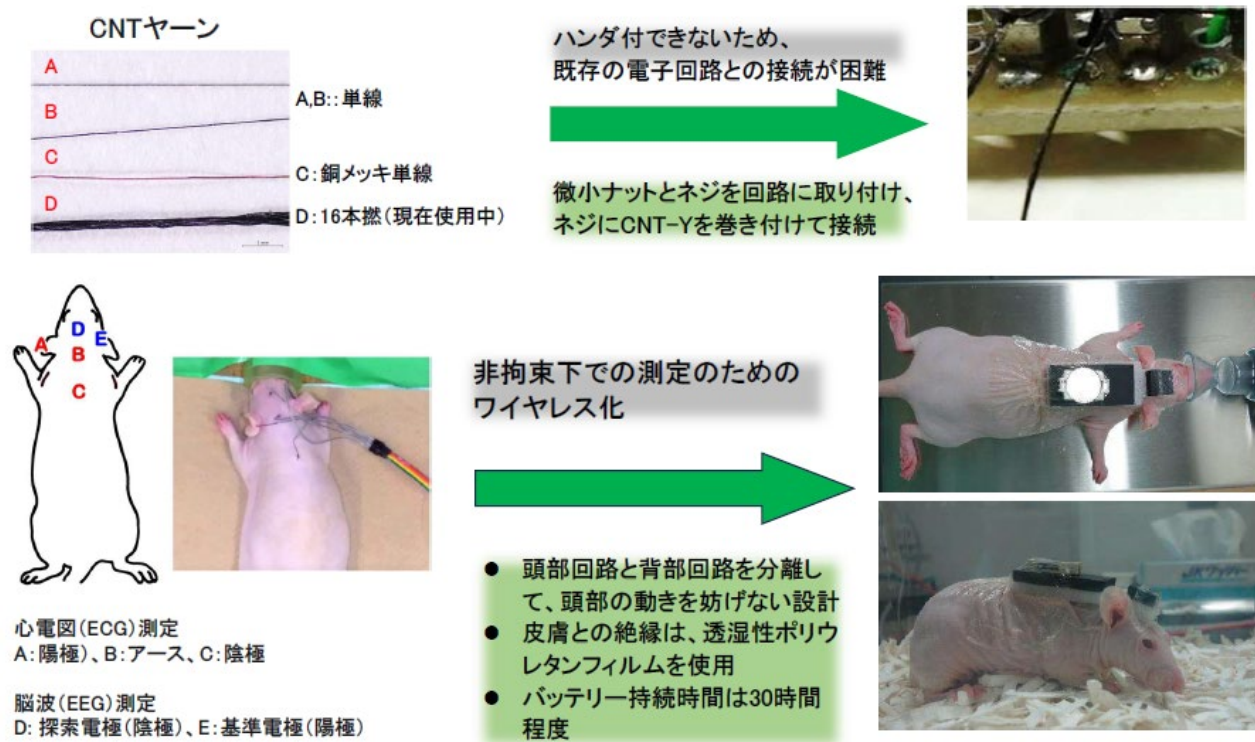 CNTヤーン
A
B
C
D
A,B::単線
C:銅メッキ単線
D:16本撚(現在使用中)
1 mm
ハンダ付できないため、
既存の電子回路との接続が困難
微小ナットとネジを回路に取り付け、
ネジにCNT-Yを巻き付けて接続
D
E
A
B
C
心電図(ECG)測定
A:陽極)、B:アース、C:陰極
脳波(EEG)測定
D: 探索電極(陰極)、E:基準電極(陽極)
非拘束下での測定のための
ワイヤレス化
● 頭部回路と背部回路を分離し
て、頭部の動きを妨げない設計
● 皮膚との絶縁は、透湿性ポリウ
レタンフィルムを使用
● バッテリー持続時間は30時間
程度